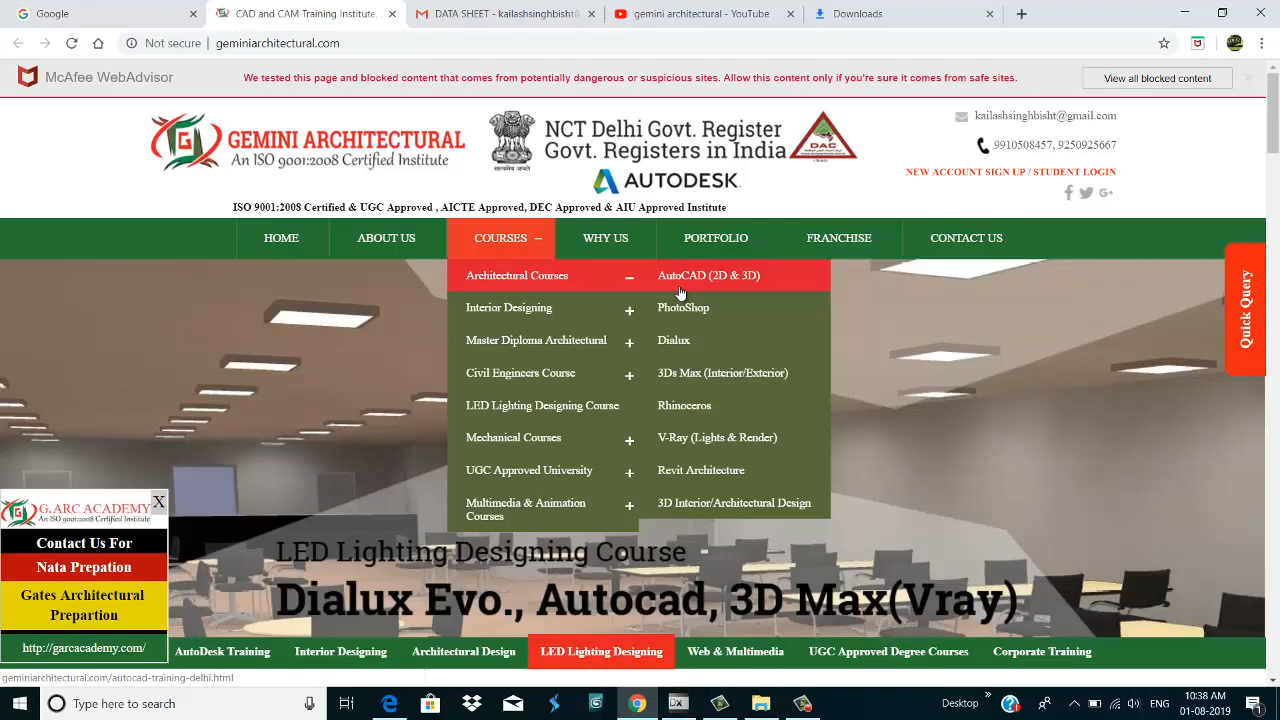 Google
CAD and CAM Training Institute,
DATA SHEET - kailashsinghbisht@
gemini architectural - YouTube
Downloads
Not secure | geminiarchitectural.com
McAfee WebAdvisor
We tested this page and blocked content that comes from potentially dangerous or suspicious sites. Allow this content only if you're sure it comes from safe sites.
View all blocked content
GEMINI ARCHITECTURAL
An ISO 9001:2008 Certified Institute
NCT Delhi Govt. Register
Govt. Registers in India
DAC
AUTODESK
kailashsinghbisht@gmail.com
9910508457, 9250925667
NEW ACCOUNT SIGN UP / STUDENT LOGIN
ISO 9001:2008 Certified & UGC Approved , AICTE Approved, DEC Approved & AIU Approved Institute
HOME
ABOUT US
COURSES
WHY US
PORTFOLIO
FRANCHISE
CONTACT US
Architectural Courses
Interior Designing
Master Diploma Architectural
Civil Engineers Course
LED Lighting Designing Course
Mechanical Courses
UGC Approved University
Multimedia & Animation
Courses
AutoCAD (2D & 3D)
PhotoShop
Dialux
3Ds Max (Interior/Exterior)
Rhinoceros
V-Ray (Lights & Render)
Revit Architecture
3D Interior/Architectural Design
Quick Query
G.ARC ACADEMY
An ISO 9001:2008 Certified Institute
X
Contact Us For
Nata Prepation
Gates Architectural
Prepartion
http://garcacademy.com/
LED Lighting Designing Course
Dialux Evo., Autocad, 3D Max(Vray)
AutoDesk Training
Interior Designing
Architectural Design
LED Lighting Designing
Web & Multimedia
UGC Approved Degree Courses
Corporate Training
geminiarchitectural.com/autocad-training-delhi.html
Type here to search
DX
Desktop
ENG
10:38 AM
01-08-2019